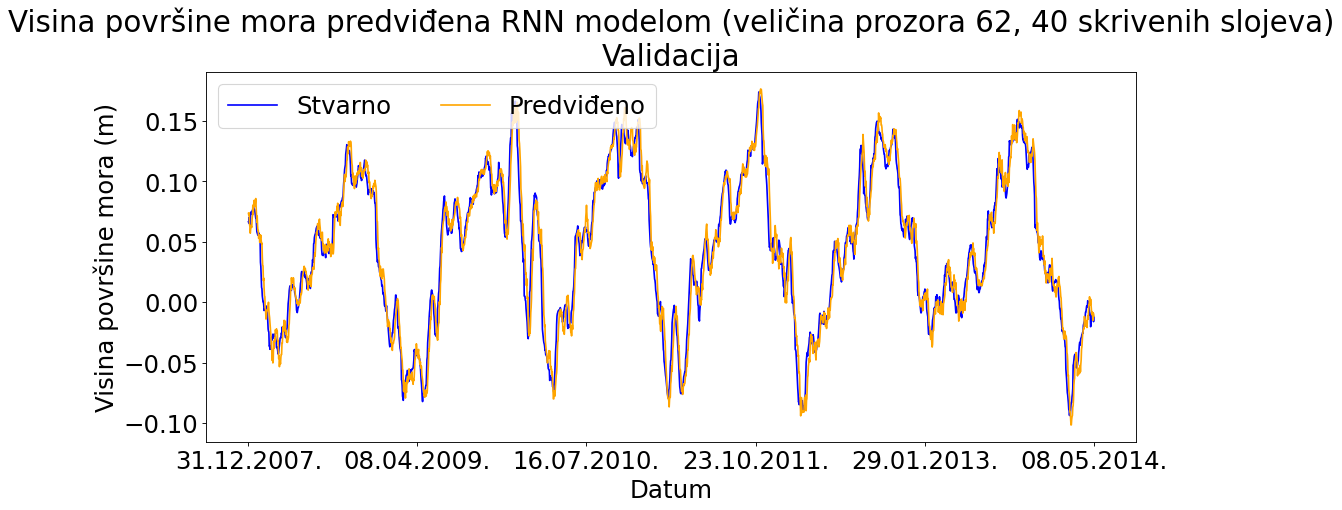 Visina površine mora predviđena RNN modelom (veličina prozora 62, 40 skrivenih slojeva)
Validacija
Stvarno Predviđeno
Visina površine mora (m)
0.15
0.10
0.05
0.00
−0.05
−0.10
31.12.2007. 08.04.2009. 16.07.2010. 23.10.2011. 29.01.2013. 08.05.2014.
Datum